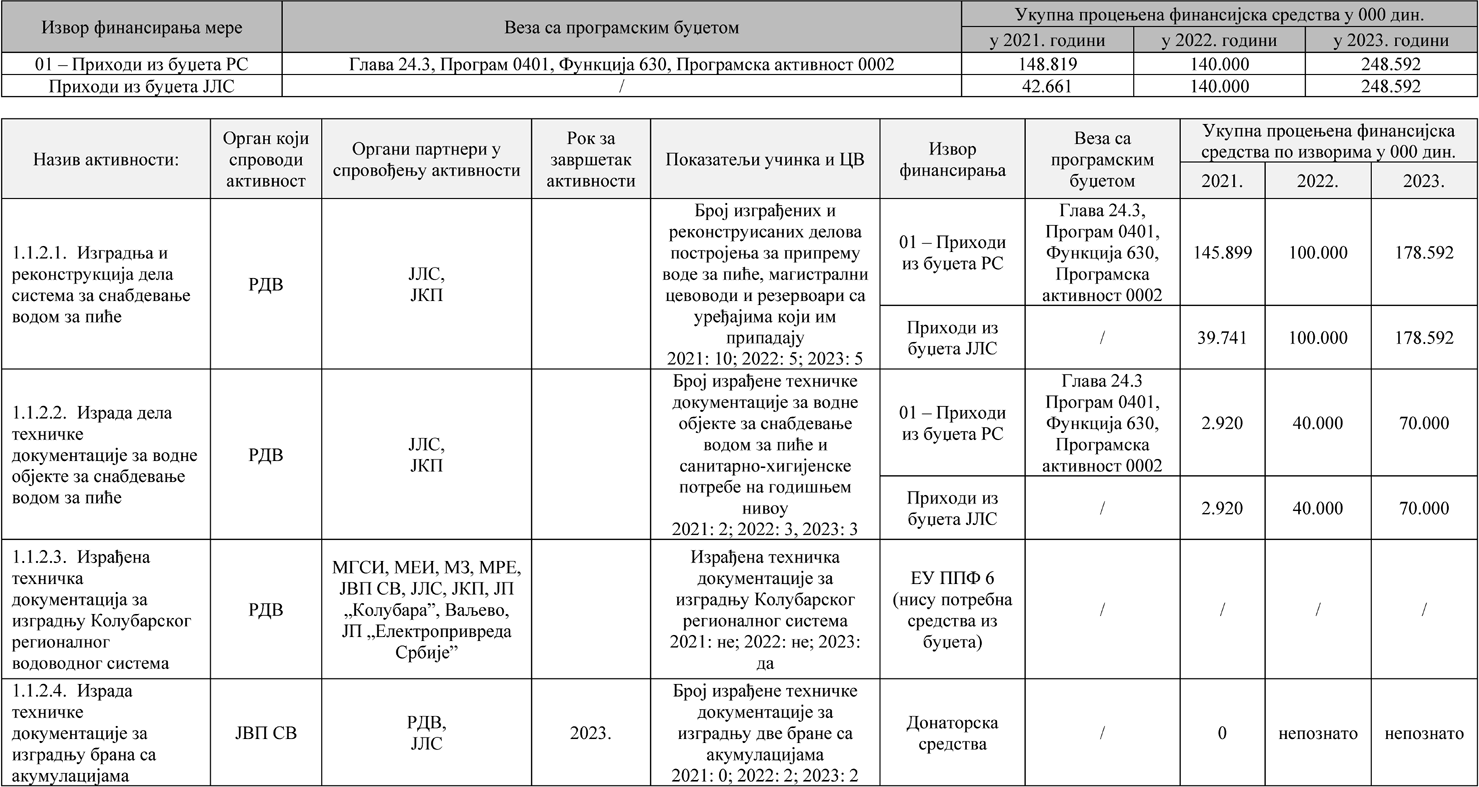 Извор финансирања мере
Веза са програмским буџетом
Укупна процењена финансијска средства у 000 дин.
у 2021. години
у 2022. години
у 2023. години
01 – Приходи из буџета РС
Глава 24.3, Програм 0401, Функција 630, Програмска активност 0002
148.819
140.000
248.592
Приходи из буџета ЈЛС
/
42.661
140.000
248.592
Назив активности:
Орган који
спроводи
активност
Органи партнери у
спровођењу активности
Рок за
завршетак
активности
Показатељи учинка и ЦВ
Извор
финансирања
Веза са
програмским
буџетом
Укупна процењена финансијска
средства по изворима у 000 дин.
2021.
2022.
2023.
1.1.2.1. Изградња и
реконструкција дела
система за снабдевање
водом за пиће
РДВ
ЈЛС,
ЈКП
Број изграђених и
реконструисаних делова
постројења за припрему
воде за пиће, магистрални
цевоводи и резервоари са
уређајима који им
припадају
2021: 10; 2022: 5; 2023: 5
01 – Приходи
из буџета РС
Глава 24.3,
Програм 0401,
Функција 630,
Програмска
активност 0002
145.899
100.000
178.592
Приходи из
буџета ЈЛС
/
39.741
100.000
178.592
1.1.2.2. Израда дела
техничке
документације за водне
објекте за снабдевање
водом за пиће
РДВ
ЈЛС,
ЈКП
Број израђене техничке
документације за водне
објекте за снабдевање
водом за пиће и
санитарно-хигијенске
потребе на годишњем
нивоу
2021: 2; 2022: 3, 2023: 3
01 – Приходи
из буџета РС
Глава 24.3
Програм 0401,
Функција 630,
Програмска
активност 0002
2.920
40.000
70.000
Приходи из
буџета ЈЛС
/
2.920
40.000
70.000
1.1.2.3. Израђена
техничка
документација за
изградњу Колубарског
регионалног
водоводног система
РДВ
МГСИ, МЕИ, МЗ, МРЕ,
ЈВП СВ, ЈЛС, ЈКП, ЈП
„Колубара”, Ваљево,
ЈП „Електропривреда
Србије”
Израђена техничка
документације за
изградњу Колубарског
регионалног система
2021: не; 2022: не; 2023:
да
ЕУ ППФ 6
(нису потребна
средства из
буџета)
/
/
/
/
1.1.2.4. Израда
техничке
документације за
изградњу брана са
акумулацијама
ЈВП СВ
РДВ,
ЈЛС
2023.
Број израђене техничке
документације за
изградњу две бране са
акумулацијама
2021: 0; 2022: 2; 2023: 2
Донаторска
средства
/
0
непознато
непознато